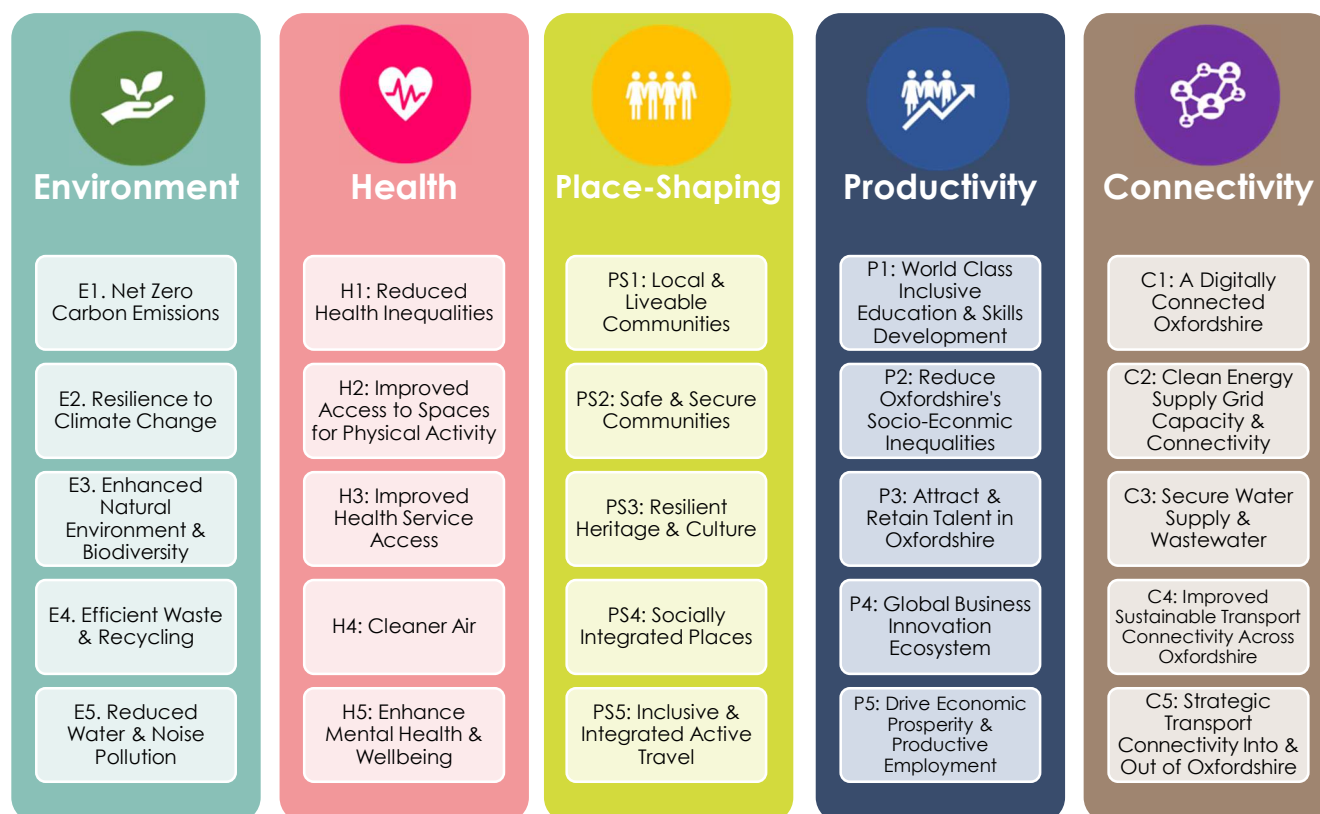 Environment
E1. Net Zero
Carbon Emissions
E2. Resilience to
Climate Change
E3. Enhanced
Natural
Environment &
Biodiversity
E4. Efficient Waste
& Recycling
E5. Reduced
Water & Noise
Pollution
Health
H1: Reduced
Health Inequalities
H2: Improved
Access to Spaces
for Physical Activity
H3: Improved
Health Service
Access
H4: Cleaner Air
H5: Enhance
Mental Health &
Wellbeing
Place-Shaping
PS1: Local &
Liveable
Communities
PS2: Safe & Secure
Communities
PS3: Resilient
Heritage & Culture
PS4: Socially
Integrated Places
PS5: Inclusive &
Integrated Active
Travel
Productivity
P1: World Class
Inclusive
Education & Skills
Development
P2: Reduce
Oxfordshire's
Socio-Econmic
Inequalities
P3: Attract &
Retain Talent in
Oxfordshire
P4: Global Business
Innovation
Ecosystem
P5: Drive Economic
Prosperity &
Productive
Employment
Connectivity
C1: A Digitally
Connected
Oxfordshire
C2: Clean Energy
Supply Grid
Capacity &
Connectivity
C3: Secure Water
Supply &
Wastewater
C4: Improved
Sustainable Transport
Connectivity Across
Oxfordshire
C5: Strategic
Transport
Connectivity Into &
Out of Oxfordshire